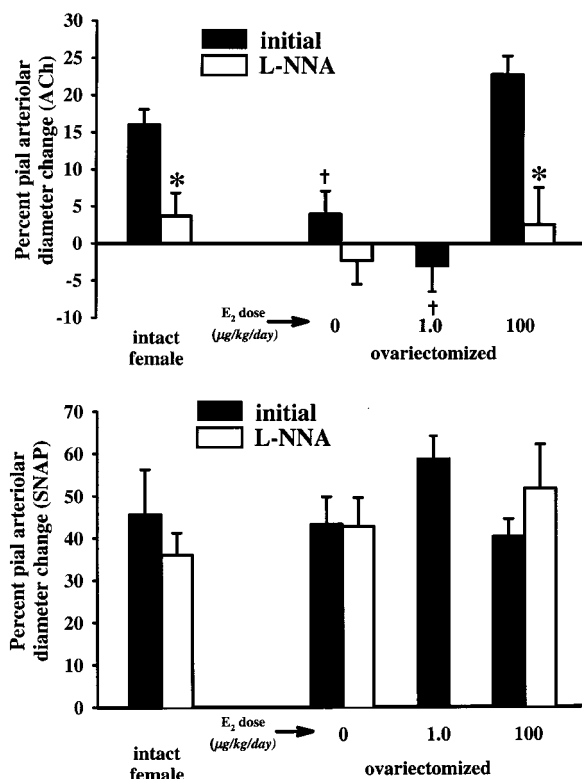 Percent pial arteriolar
diameter change (ACh)
30
25
20
15
10
5
0
-5
-10
initial
L-NNA
*
†
†
*
E₂ dose
(µg/kg/day)
0
1.0
100
intact
female
ovariectomized
Percent pial arteriolar
diameter change (SNAP)
70
60
50
40
30
20
10
0
initial
L-NNA
E₂ dose
(µg/kg/day)
0
1.0
100
intact
female
ovariectomized